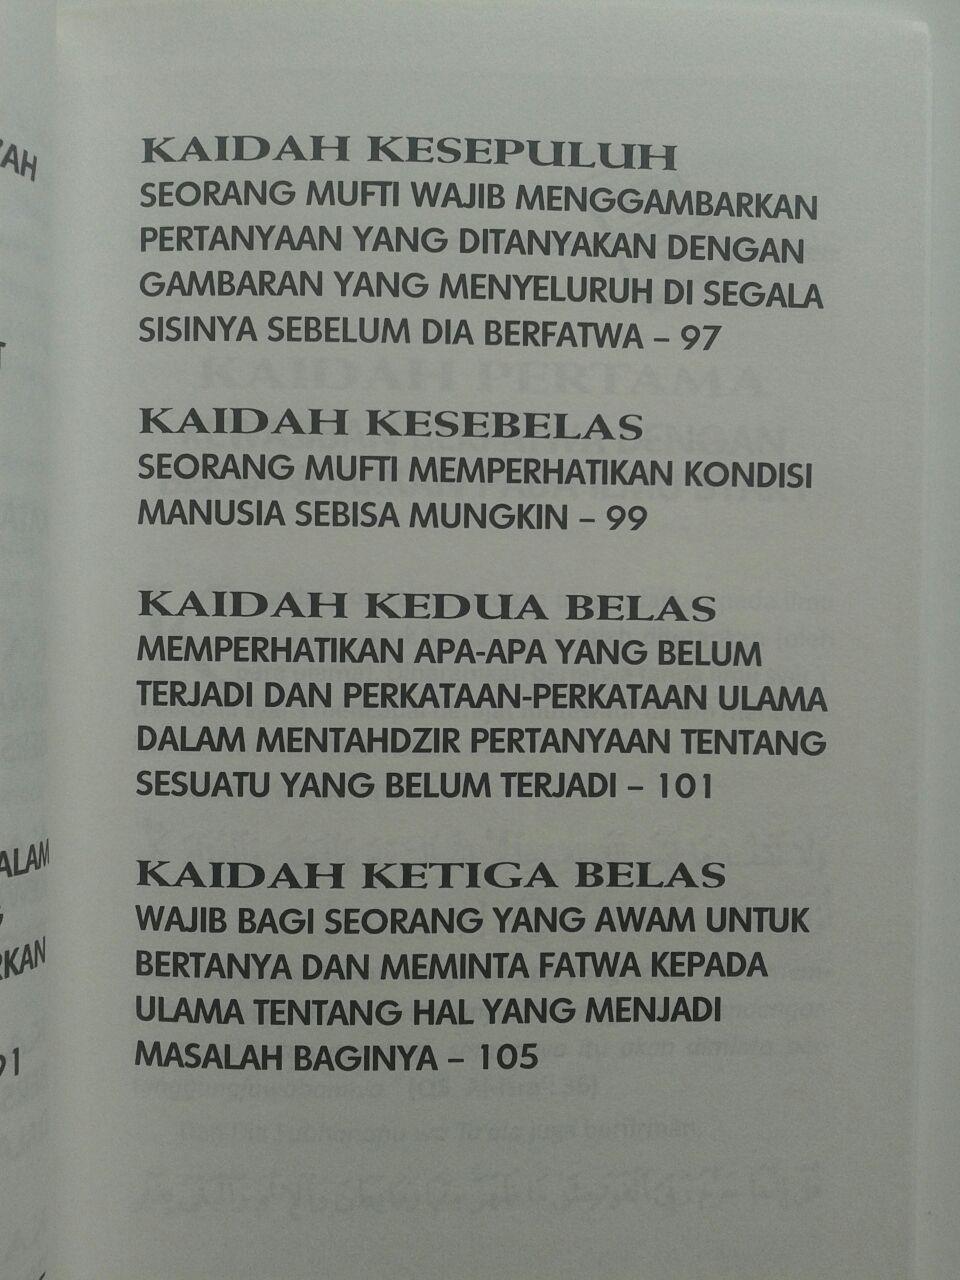 KAIDAH KESEPULUH
SEORANG MUFTI WAJIB MENGGAMBARKAN
PERTANYAAN YANG DITANYAKAN DENGAN
GAMBARAN YANG MENYELURUH DI SEGALA
SISINYA SEBELUM DIA BERFATWA – 97
KAIDAH KESEBELAS
SEORANG MUFTI MEMPERHATIKAN KONDISI
MANUSIA SEBISA MUNGKIN – 99
KAIDAH KEDUA BELAS
MEMPERHATIKAN APA-APA YANG BELUM
TERJADI DAN PERKATAAN-PERKATAAN ULAMA
DALAM MENTAHDZIR PERTANYAAN TENTANG
SESUATU YANG BELUM TERJADI – 101
KAIDAH KETIGA BELAS
WAJIB BAGI SEORANG YANG AWAM UNTUK
BERTANYA DAN MEMINTA FATWA KEPADA
ULAMA TENTANG HAL YANG MENJADI
MASALAH BAGINYA – 105